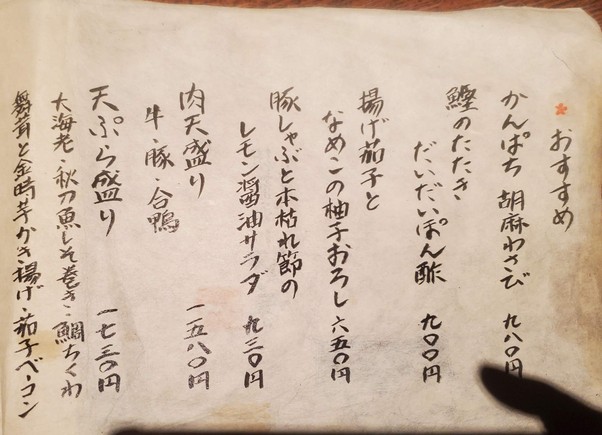 おすすめ
かんぱち 胡麻わさび 九八〇円
鰹のたたき
だいだいぽん酢 九〇〇円
揚げ茄子と
なめこの柚子おろし 六五〇円
豚しゃぶと本枯れ節の
レモン醤油サラダ 九三〇円
肉天盛り 一五八〇円
牛・豚・合鴨
天ぷら盛り 一七三〇円
大海老・秋刀魚しそ巻き・鯛ちくわ
舞茸と金時芋かき揚げ・茄子ベーコン